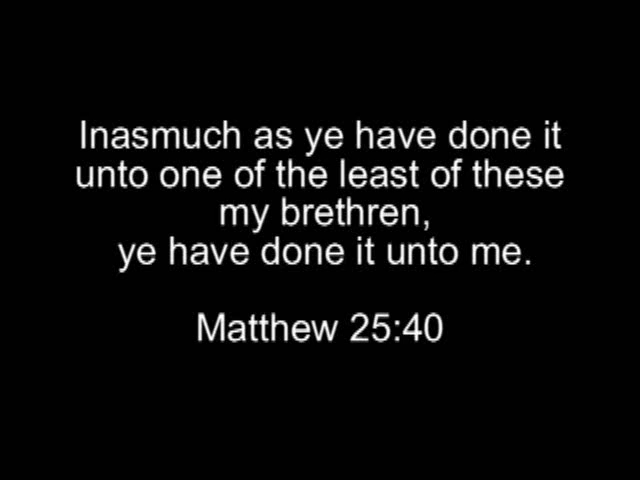 Inasmuch as ye have done it
unto one of the least of these
my brethren,
ye have done it unto me.
Matthew 25:40